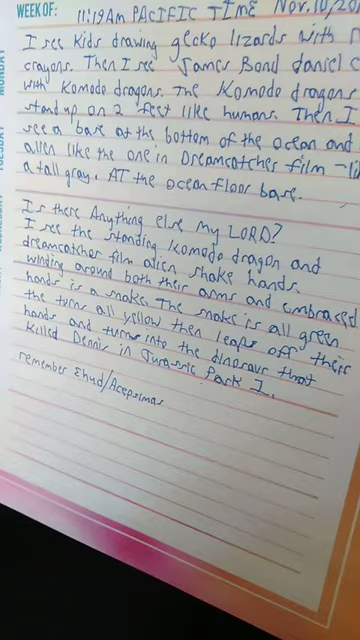 WEEK OF: 11:19AM PACIFIC TIME Nov. 10, 20
I see kids drawing gecko lizards with
crayons. Then I see James Bond daniel c
with Komodo dragons. The Komodo dragons
stand up on 2 feet like humans. Then I
see a base at the bottom of the ocean and
alien like the one in Dreamcatcher film -li
a tall gray. AT the ocean floor base.
Is there Anything else my LORD?
I see the standing Komodo dragon and
dreamcatcher film alien shake hands.
winding around both their arms and embraced
hands is a snake. The snake is all green
the turns all yellow then leaps off their
hands and turns into the dinosaur that
killed Dennis in Jurassic Park I.
remember Ehud/Acepsimas
MONDAY
TUESDAY